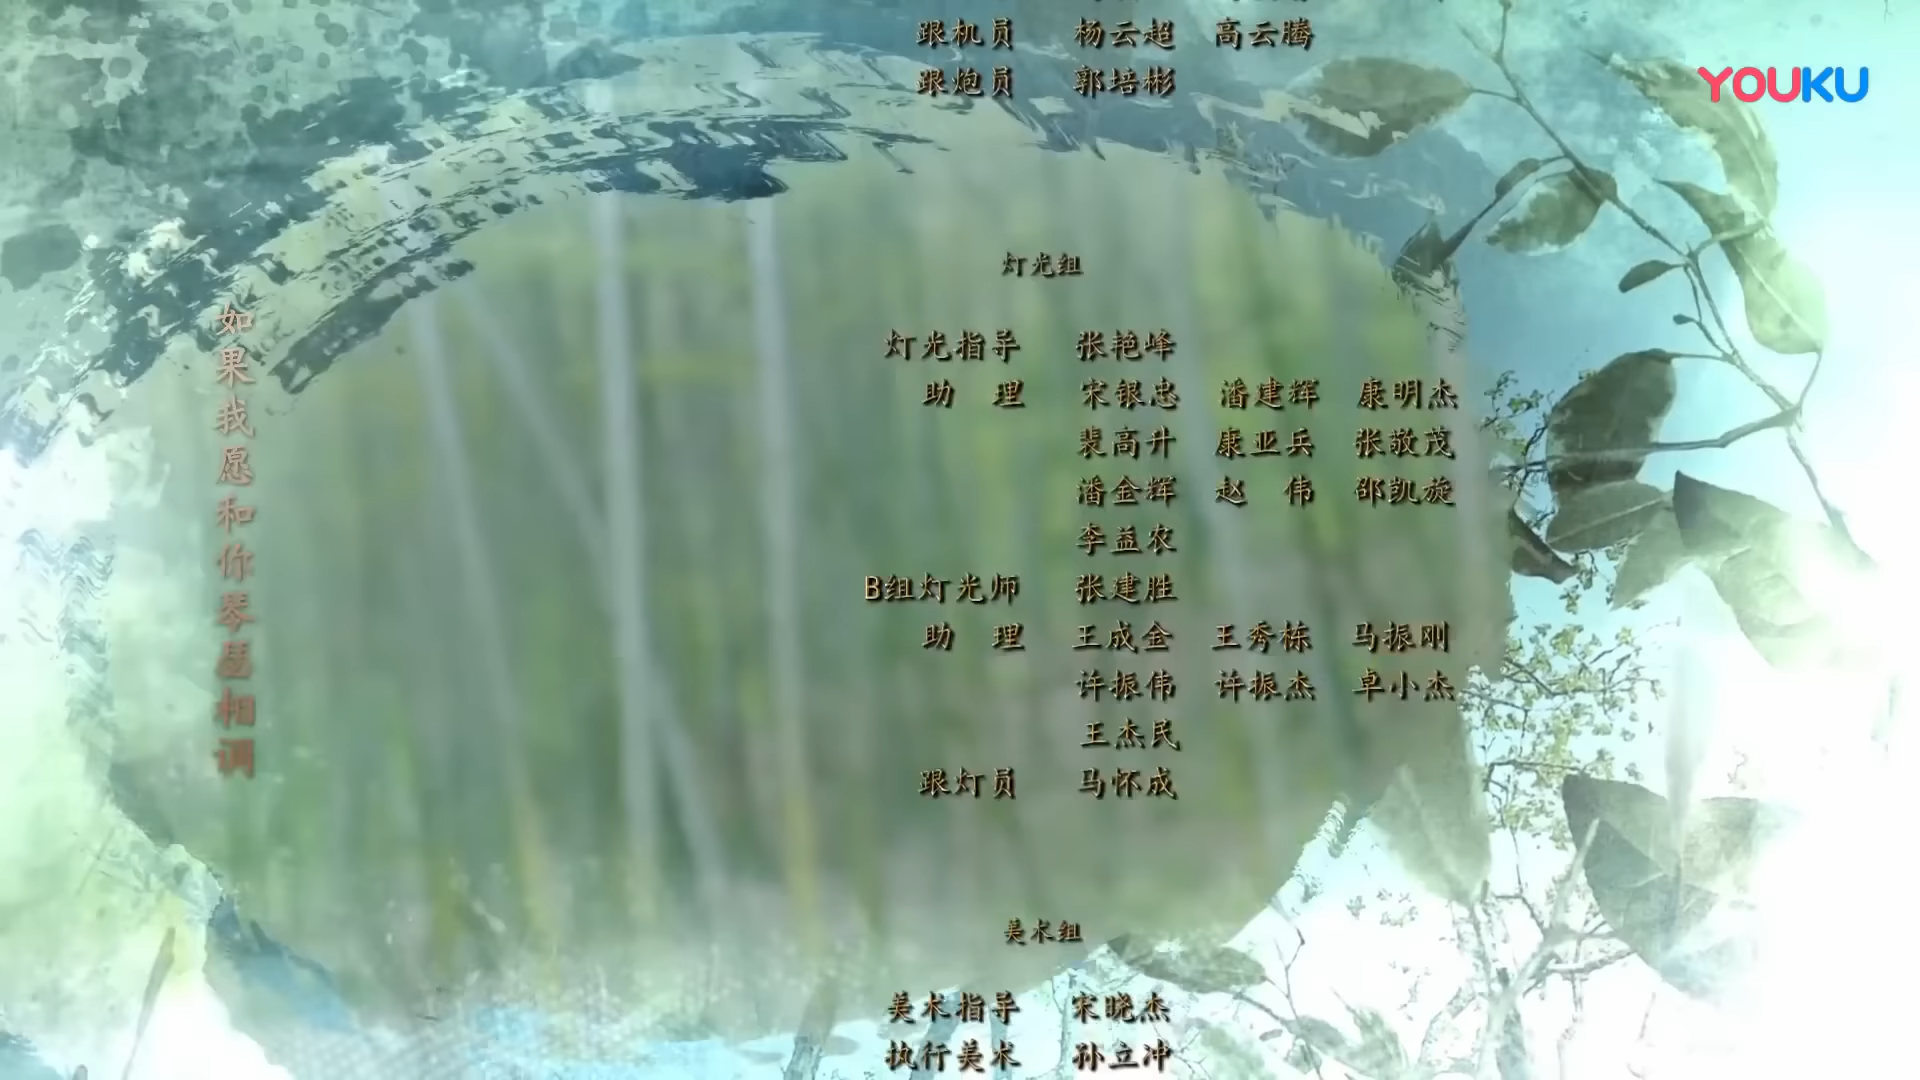 跟机员 杨云超 高云腾
跟炮员 郭培彬
YOUKU
灯光组
灯光指导 张艳峰
助 理 宋银忠 潘建辉 康明杰
裴高升 康亚兵 张敬茂
潘金辉 赵 伟 邵凯旋
李益农
B组灯光师 张建胜
助 理 王成金 王秀栋 马振刚
许振伟 许振杰 卓小杰
王杰民
跟灯员 马怀成
美术组
美术指导 宋晓杰
执行美术 孙立冲
如果我愿和你琴瑟相调